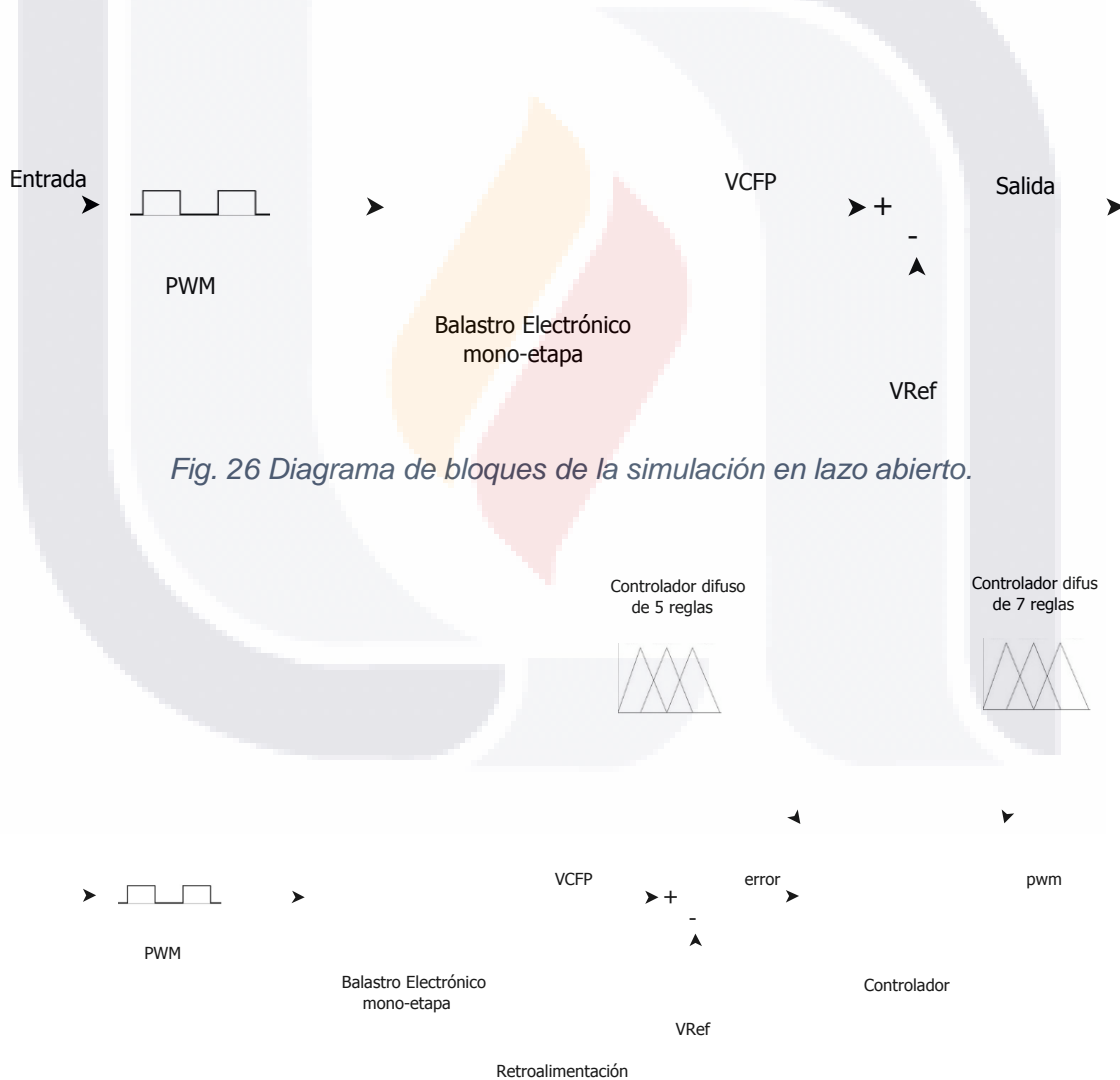 Entrada
VCFP
Salida
+
-
PWM
Balastro Electrónico
mono-etapa
VRef
Fig. 26 Diagrama de bloques de la simulación en lazo abierto.
Controlador difuso
de 5 reglas
Controlador difus
de 7 reglas
VCFP
error
pwm
+
-
PWM
Balastro Electrónico
mono-etapa
Controlador
VRef
Retroalimentación